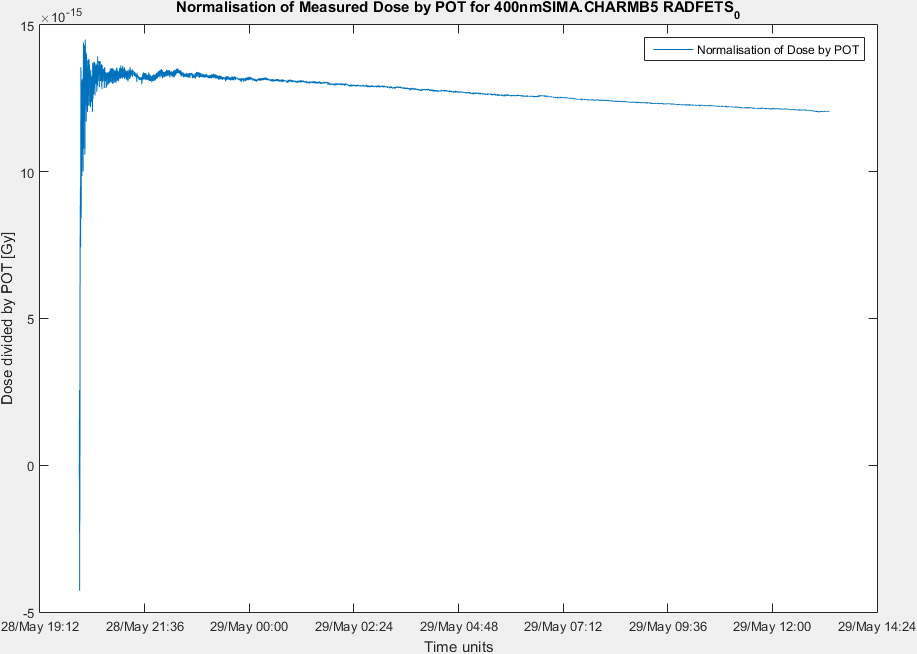 Normalisation of Measured Dose by POT for 400nmSIMA.CHARMB5 RADFETS0
×10-15
15
10
5
0
-5
Dose divided by POT [Gy]
Normalisation of Dose by POT
28/May 19:12 28/May 21:36 29/May 00:00 29/May 02:24 29/May 04:48 29/May 07:12 29/May 09:36 29/May 12:00 29/May 14:24
Time units